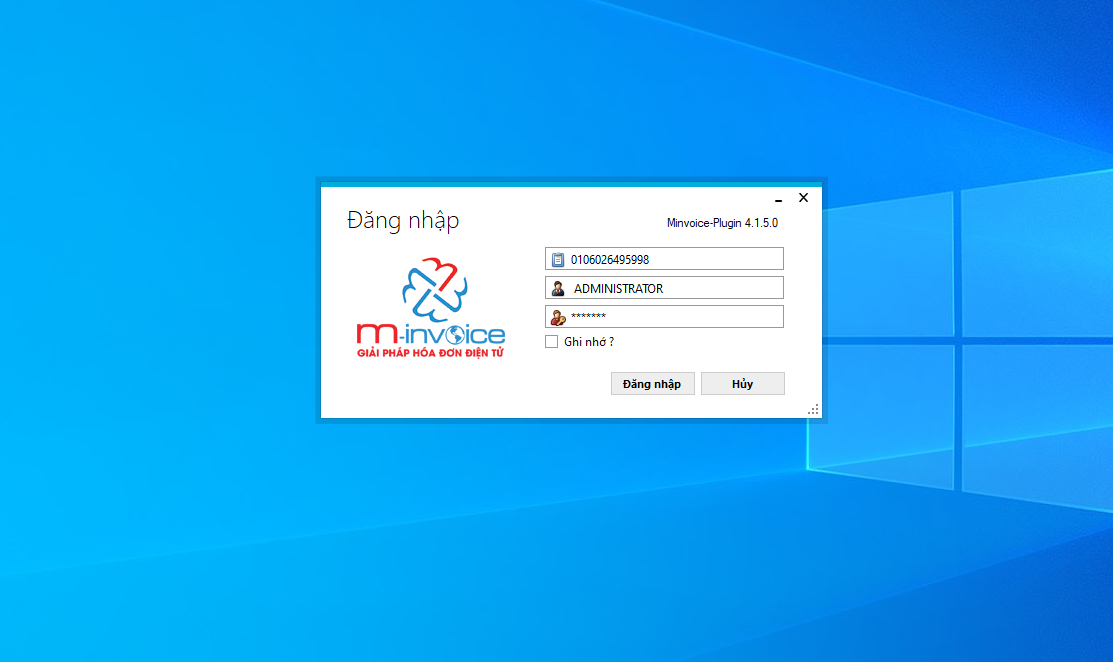 Đăng nhập
Minvoice-Plugin 4.1.5.0
0106026495998
ADMINISTRATOR
*******
Ghi nhớ ?
m-invoice
GIẢI PHÁP HÓA ĐƠN ĐIỆN TỬ
Đăng nhập
Hủy